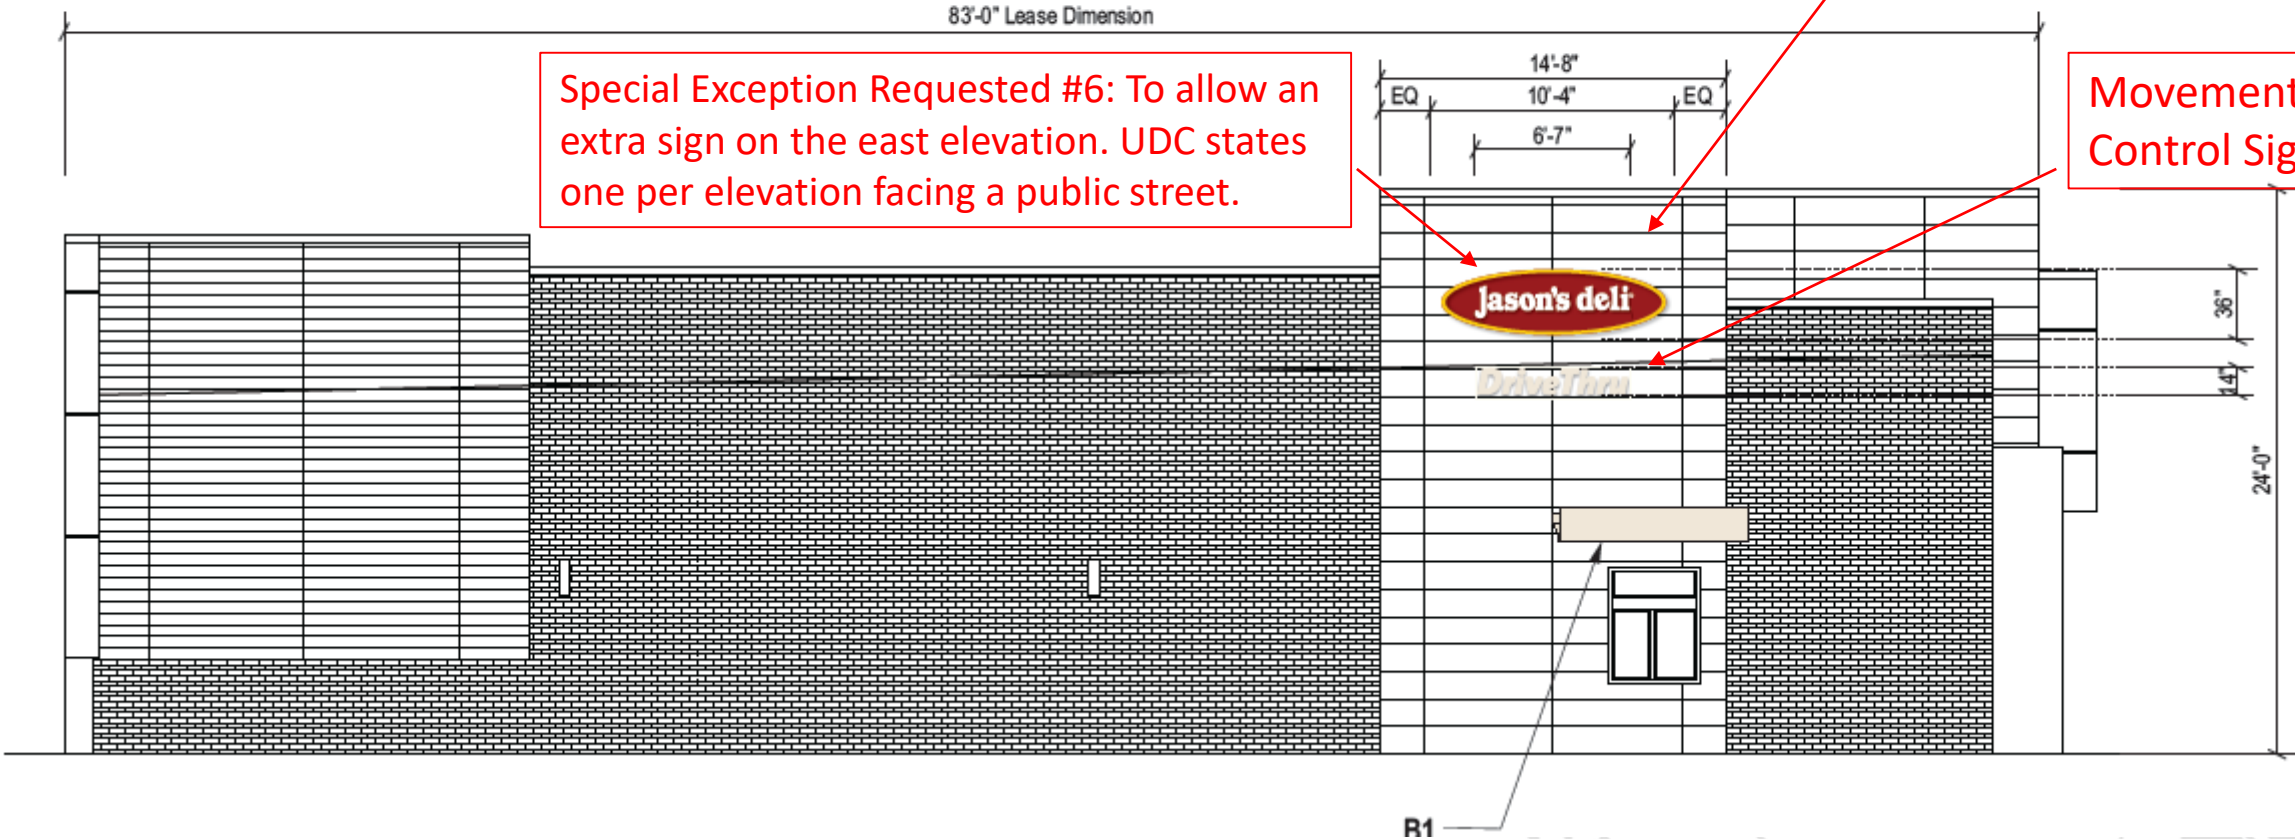 83'-0" Lease Dimension
Special Exception Requested #6: To allow an
extra sign on the east elevation. UDC states
one per elevation facing a public street.
14'-8"
EQ 10'-4" EQ
6'-7"
Movement
Control Sig
Jason's deli
DriveThru
36"
14"
24'-0"
B1